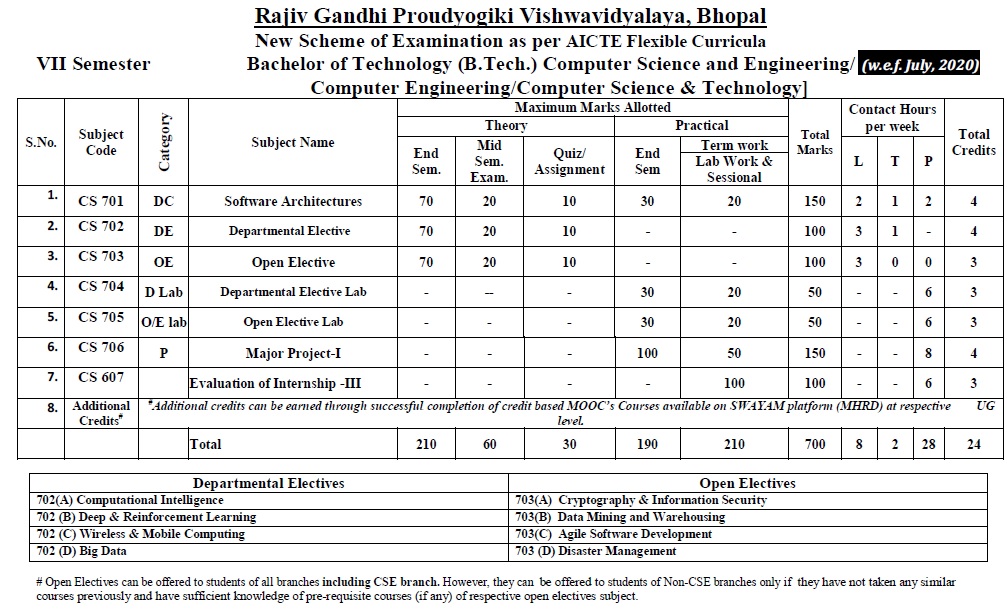 Rajiv Gandhi Proudyogiki Vishwavidyalaya, Bhopal
New Scheme of Examination as per AICTE Flexible Curricula
VII Semester Bachelor of Technology (B.Tech.) Computer Science and Engineering/ (w.e.f. July, 2020)
Computer Engineering/Computer Science & Technology]
S.No. Subject Code Category Subject Name Maximum Marks Allotted Total Marks Contact Hours per week Total Credits
Theory Practical
End Sem. Mid Sem. Exam. Quiz/ Assignment End Sem Term work Lab Work & Sessional L T P
1. CS 701 DC Software Architectures 70 20 10 30 20 150 2 1 2 4
2. CS 702 DE Departmental Elective 70 20 10 - - 100 3 1 - 4
3. CS 703 OE Open Elective 70 20 10 - - 100 3 0 0 3
4. CS 704 D Lab Departmental Elective Lab - -- - 30 20 50 - - 6 3
5. CS 705 O/E lab Open Elective Lab - - - 30 20 50 - - 6 3
6. CS 706 P Major Project-I - - - 100 50 150 - - 8 4
7. CS 607 Evaluation of Internship -III - - - - 100 100 - - 6 3
8. Additional Credits# #Additional credits can be earned through successful completion of credit based MOOC's Courses available on SWAYAM platform (MHRD) at respective UG
level.
Total 210 60 30 190 210 700 8 2 28 24
Departmental Electives Open Electives
702(A) Computational Intelligence 703(A) Cryptography & Information Security
702 (B) Deep & Reinforcement Learning 703(B) Data Mining and Warehousing
702 (C) Wireless & Mobile Computing 703(C) Agile Software Development
702 (D) Big Data 703 (D) Disaster Management
# Open Electives can be offered to students of all branches including CSE branch. However, they can be offered to students of Non-CSE branches only if they have not taken any similar
courses previously and have sufficient knowledge of pre-requisite courses (if any) of respective open electives subject.